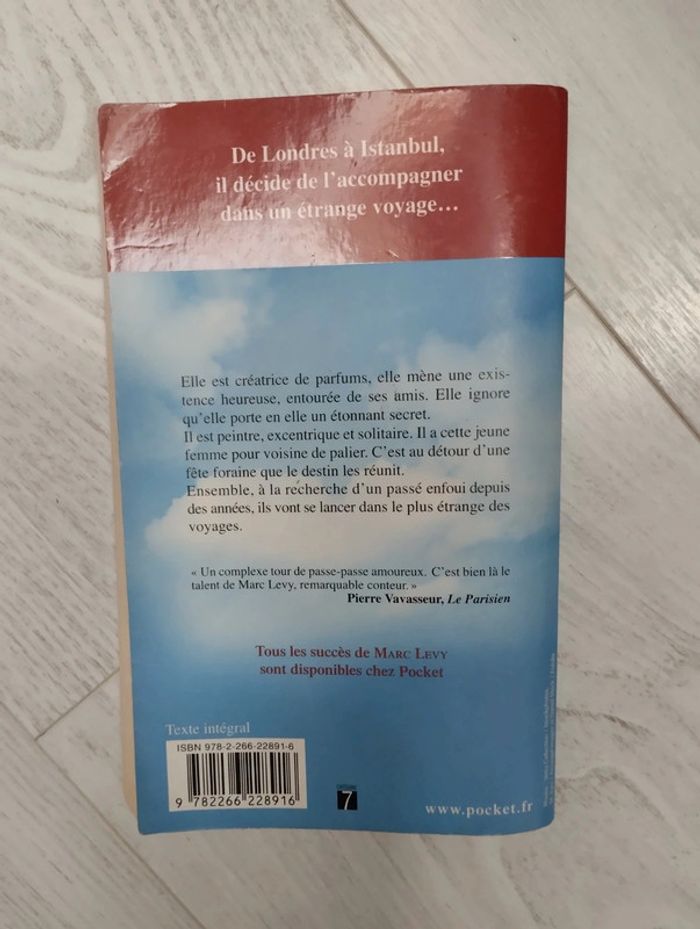 De Londres à Istanbul,
il décide de l'accompagner
dans un étrange voyage…
Elle est créatrice de parfums, elle mène une exis-
tence heureuse, entourée de ses amis. Elle ignore
qu'elle porte en elle un étonnant secret.
Il est peintre, excentrique et solitaire. Il a cette jeune
femme pour voisine de palier. C'est au détour d'une
fête foraine que le destin les réunit.
Ensemble, à la recherche d'un passé enfoui depuis
des années, ils vont se lancer dans le plus étrange des
voyages.
« Un complexe tour de passe-passe amoureux. C'est bien là le
talent de Marc Levy, remarquable conteur. »
Pierre Vavasseur, Le Parisien
Tous les succès de MARC LEVY
sont disponibles chez Pocket
Texte intégral
ISBN 978-2-266-22891-6
9 782266 228916
7
www.pocket.fr